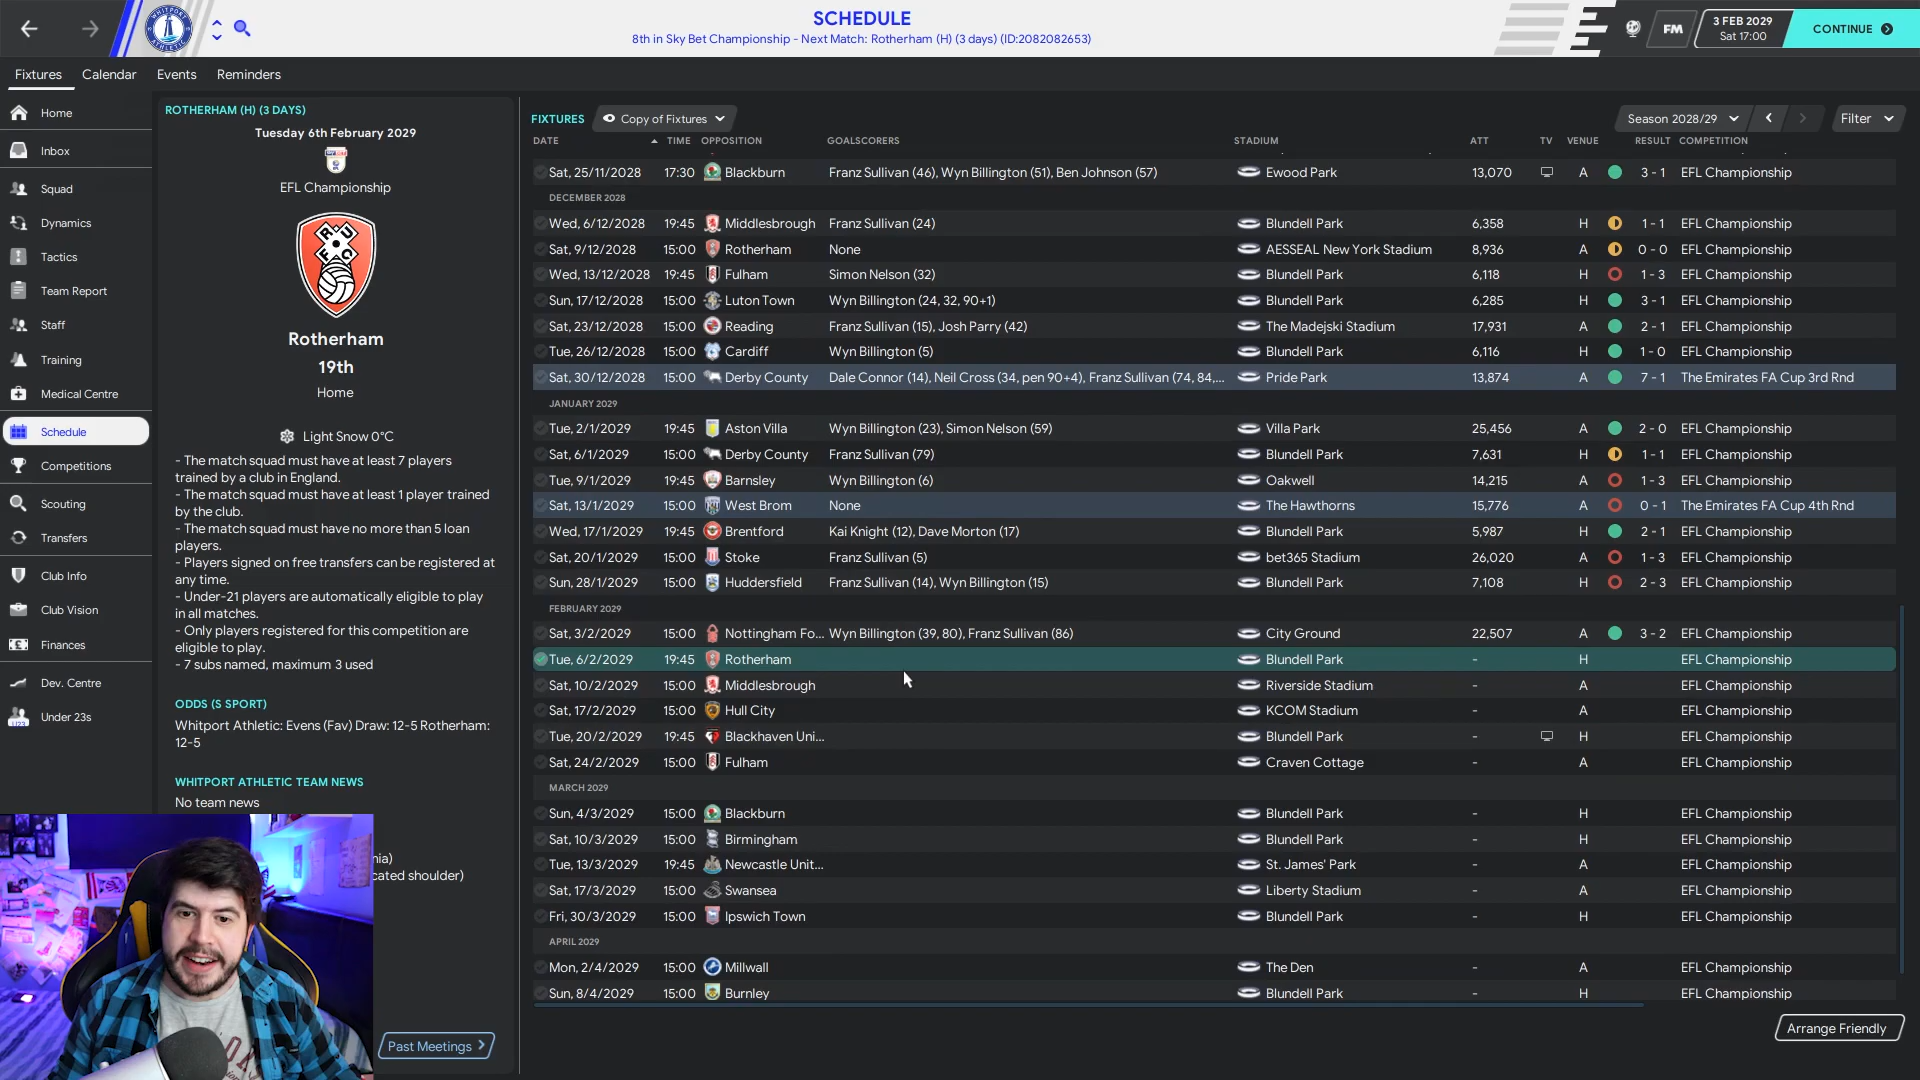 SCHEDULE
8th in Sky Bet Championship - Next Match: Rotherham (H) (3 days) (ID:2082082653)
FM
3 FEB 2029
Sat 17:00
CONTINUE
Fixtures Calendar Events Reminders
Home
Inbox
Squad
Dynamics
Tactics
Team Report
Staff
Training
Medical Centre
Schedule
Competitions
Scouting
Transfers
Club Info
Club Vision
Finances
Dev. Centre
Under 23s
ROTHERHAM (H) (3 DAYS)
Tuesday 6th February 2029
EFL Championship
Rotherham
19th
Home
Light Snow 0°C
- The match squad must have at least 7 players
trained by a club in England.
- The match squad must have at least 1 player trained
by the club.
- The match squad must have no more than 5 loan
players.
- Players signed on free transfers can be registered at
any time.
- Under-21 players are automatically eligible to play
in all matches.
- Only players registered for this competition are
eligible to play.
- 7 subs named, maximum 3 used
ODDS (S SPORT)
Whitport Athletic: Evens (Fav) Draw: 12-5 Rotherham:
12-5
WHITPORT ATHLETIC TEAM NEWS
No team news
nia)
cated shoulder)
Past Meetings
FIXTURES Copy of Fixtures Season 2028/29 Filter
DATE TIME OPPOSITION GOALSCORERS STADIUM ATT TV VENUE RESULT COMPETITION
Sat, 25/11/2028 17:30 Blackburn Franz Sullivan (46), Wyn Billington (51), Ben Johnson (57) Ewood Park 13,070 A 3 - 1 EFL Championship
DECEMBER 2028
Wed, 6/12/2028 19:45 Middlesbrough Franz Sullivan (24) Blundell Park 6,358 H 1 - 1 EFL Championship
Sat, 9/12/2028 15:00 Rotherham None AESSEAL New York Stadium 8,936 A 0 - 0 EFL Championship
Wed, 13/12/2028 19:45 Fulham Simon Nelson (32) Blundell Park 6,118 H 1 - 3 EFL Championship
Sun, 17/12/2028 15:00 Luton Town Wyn Billington (24, 32, 90+1) Blundell Park 6,285 H 3 - 1 EFL Championship
Sat, 23/12/2028 15:00 Reading Franz Sullivan (15), Josh Parry (42) The Madejski Stadium 17,931 A 2 - 1 EFL Championship
Tue, 26/12/2028 15:00 Cardiff Wyn Billington (5) Blundell Park 6,116 H 1 - 0 EFL Championship
Sat, 30/12/2028 15:00 Derby County Dale Connor (14), Neil Cross (34, pen 90+4), Franz Sullivan (74, 84,... Pride Park 13,874 A 7 - 1 The Emirates FA Cup 3rd Rnd
JANUARY 2029
Tue, 2/1/2029 19:45 Aston Villa Wyn Billington (23), Simon Nelson (59) Villa Park 25,456 A 2 - 0 EFL Championship
Sat, 6/1/2029 15:00 Derby County Franz Sullivan (79) Blundell Park 7,631 H 1 - 1 EFL Championship
Tue, 9/1/2029 19:45 Barnsley Wyn Billington (6) Oakwell 14,215 A 1 - 3 EFL Championship
Sat, 13/1/2029 15:00 West Brom None The Hawthorns 15,776 A 0 - 1 The Emirates FA Cup 4th Rnd
Wed, 17/1/2029 19:45 Brentford Kai Knight (12), Dave Morton (17) Blundell Park 5,987 H 2 - 1 EFL Championship
Sat, 20/1/2029 15:00 Stoke Franz Sullivan (5) bet365 Stadium 26,020 A 1 - 3 EFL Championship
Sun, 28/1/2029 15:00 Huddersfield Franz Sullivan (14), Wyn Billington (15) Blundell Park 7,108 H 2 - 3 EFL Championship
FEBRUARY 2029
Sat, 3/2/2029 15:00 Nottingham Fo... Wyn Billington (39, 80), Franz Sullivan (86) City Ground 22,507 A 3 - 2 EFL Championship
Tue, 6/2/2029 19:45 Rotherham Blundell Park - H EFL Championship
Sat, 10/2/2029 15:00 Middlesbrough Riverside Stadium - A EFL Championship
Sat, 17/2/2029 15:00 Hull City KCOM Stadium - A EFL Championship
Tue, 20/2/2029 19:45 Blackhaven Uni... Blundell Park - H EFL Championship
Sat, 24/2/2029 15:00 Fulham Craven Cottage - A EFL Championship
MARCH 2029
Sun, 4/3/2029 15:00 Blackburn Blundell Park - H EFL Championship
Sat, 10/3/2029 15:00 Birmingham Blundell Park - H EFL Championship
Tue, 13/3/2029 19:45 Newcastle Unit... St. James' Park - A EFL Championship
Sat, 17/3/2029 15:00 Swansea Liberty Stadium - A EFL Championship
Fri, 30/3/2029 15:00 Ipswich Town Blundell Park - H EFL Championship
APRIL 2029
Mon, 2/4/2029 15:00 Millwall The Den - A EFL Championship
Sun, 8/4/2029 15:00 Burnley Blundell Park - H EFL Championship
Arrange Friendly